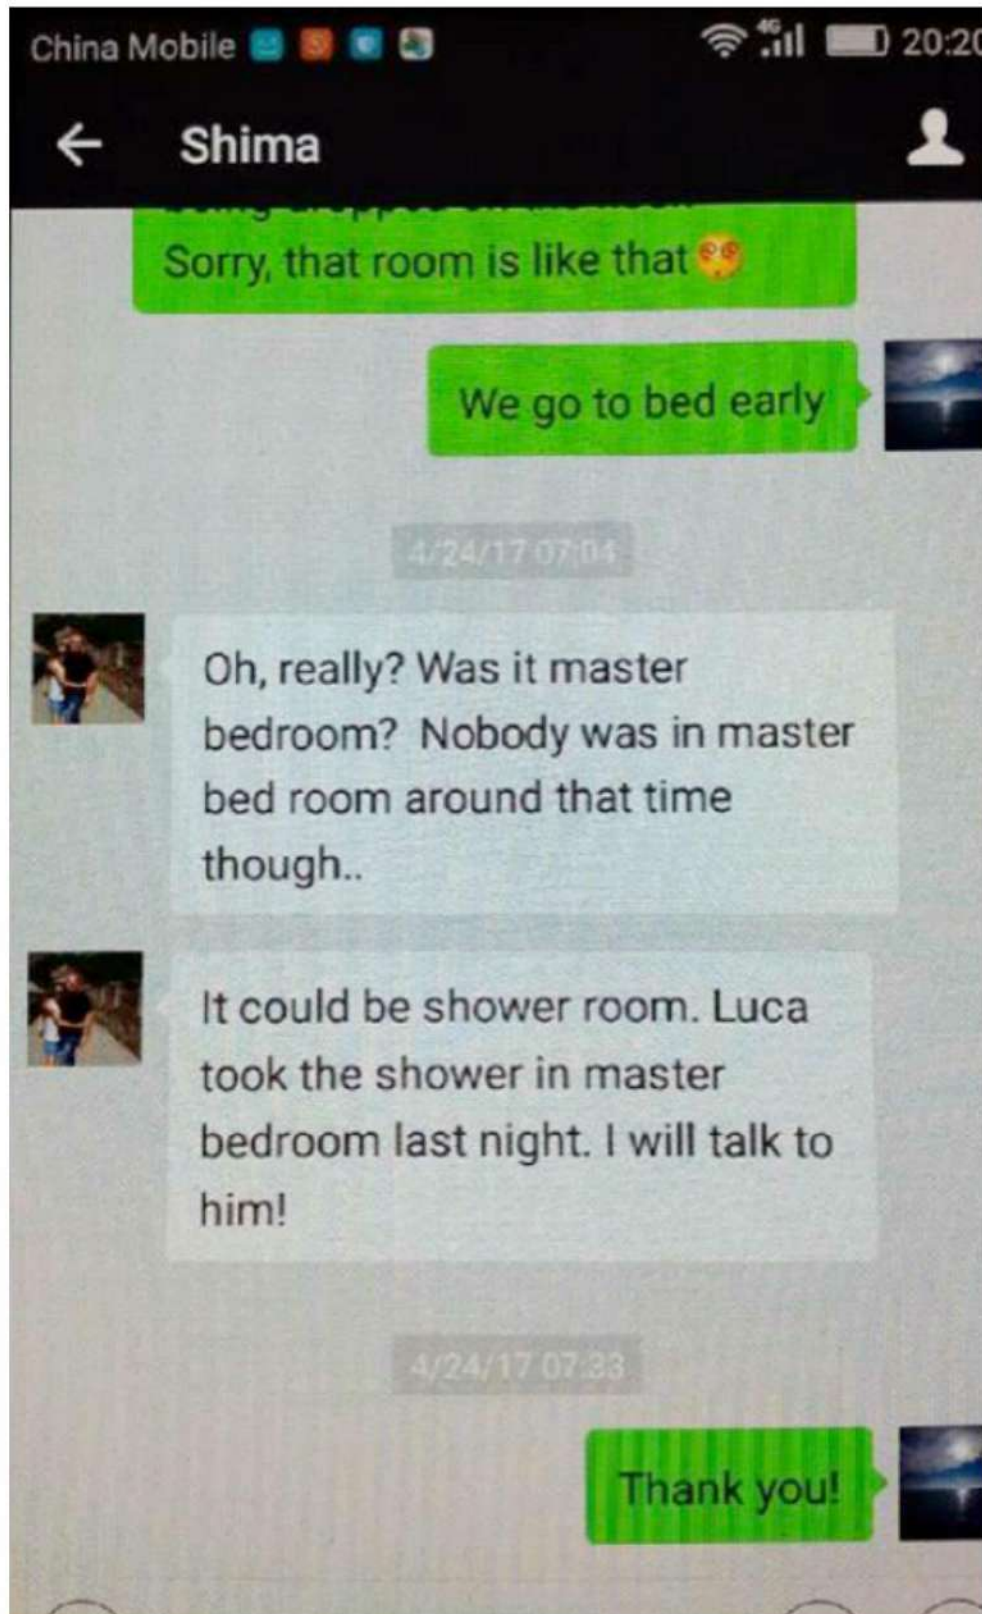 China Mobile
20:20
Shima
Sorry, that room is like that
We go to bed early
4/24/17 07:04
Oh, really? Was it master
bedroom? Nobody was in master
bed room around that time
though..
It could be shower room. Luca
took the shower in master
bedroom last night. I will talk to
him!
4/24/17 07:33
Thank you!